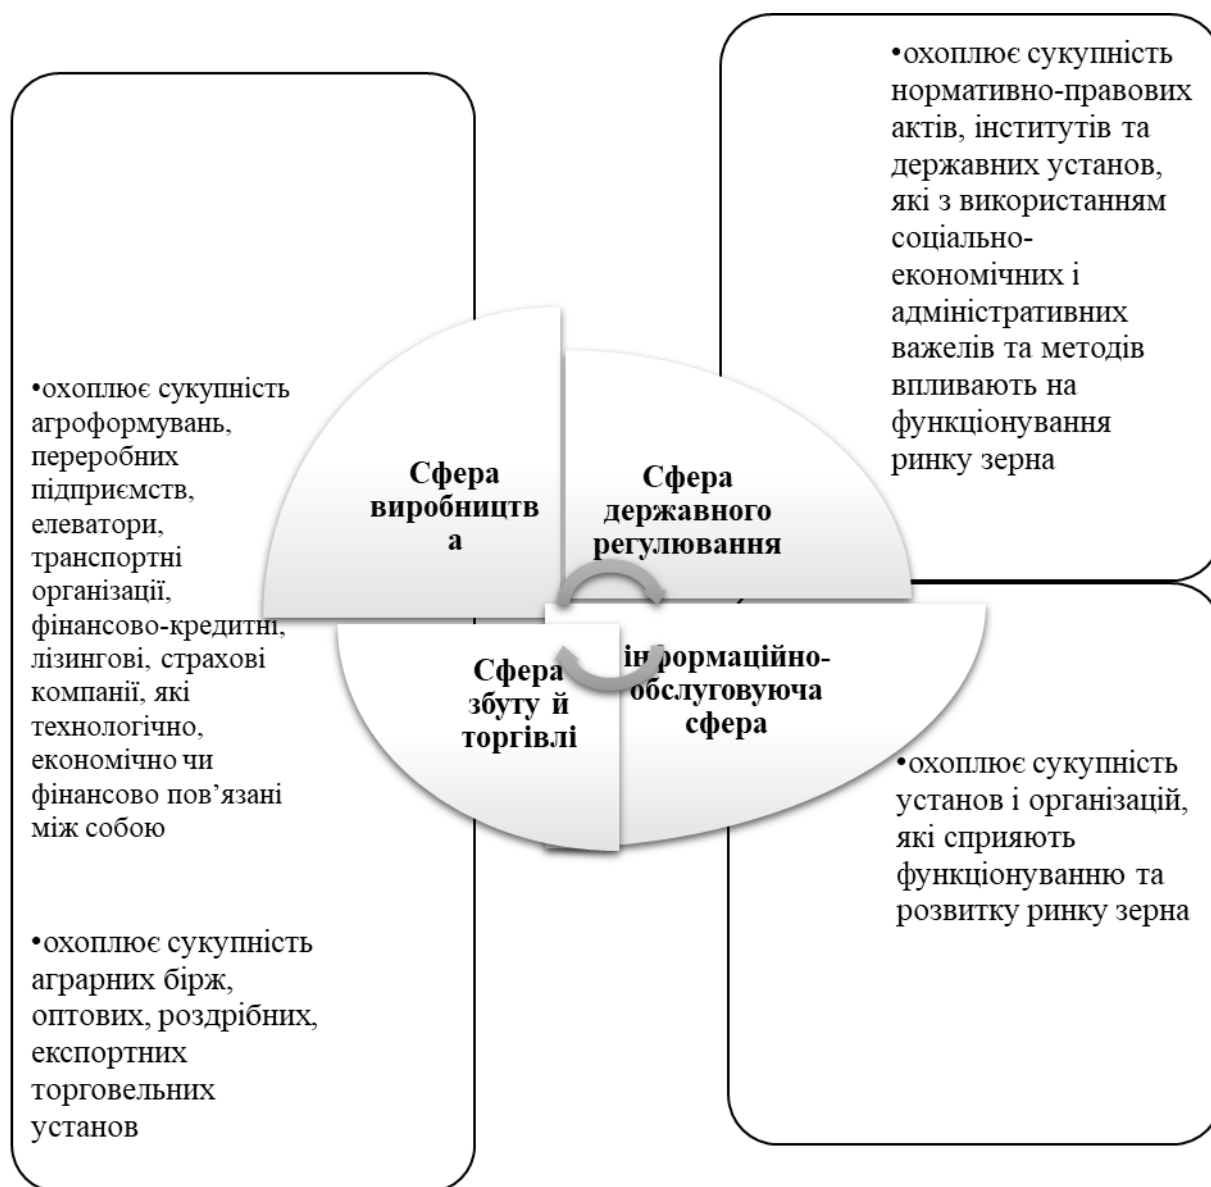 •охоплює сукупність
нормативно-правових
актів, інститутів та
державних установ,
які з використанням
соціально-
економічних і
адміністративних
важелів та методів
впливають на
функціонування
ринку зерна
•охоплює сукупність
агроформувань,
переробних
підприємств,
елеватори,
транспортні
організації,
фінансово-кредитні,
лізингові, страхові
компанії, які
технологічно,
економічно чи
фінансово пов’язані
між собою
Сфера
виробництв
а
Сфера
державного
регулювання
Сфера
збуту й
торгівлі
інформаційно-
обслуговуюча
сфера
•охоплює сукупність
установ і організацій,
які сприяють
функціонуванню та
розвитку ринку зерна
•охоплює сукупність
аграрних бірж,
оптових, роздрібних,
експортних
торговельних
установ